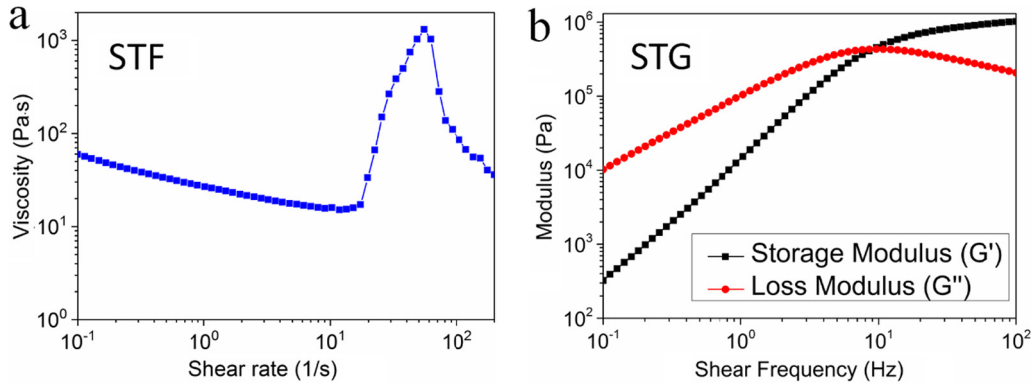 a
STF
Viscosity (Pas)
10³
10²
10¹
10⁰
10⁻¹ 10⁰ 10¹ 10²
Shear rate (1/s)
b
STG
Modulus (Pa)
10⁶
10⁵
10⁴
10³
10²
Storage Modulus (G')
Loss Modulus (G")
10⁻¹ 10⁰ 10¹ 10²
Shear Frequency (Hz)